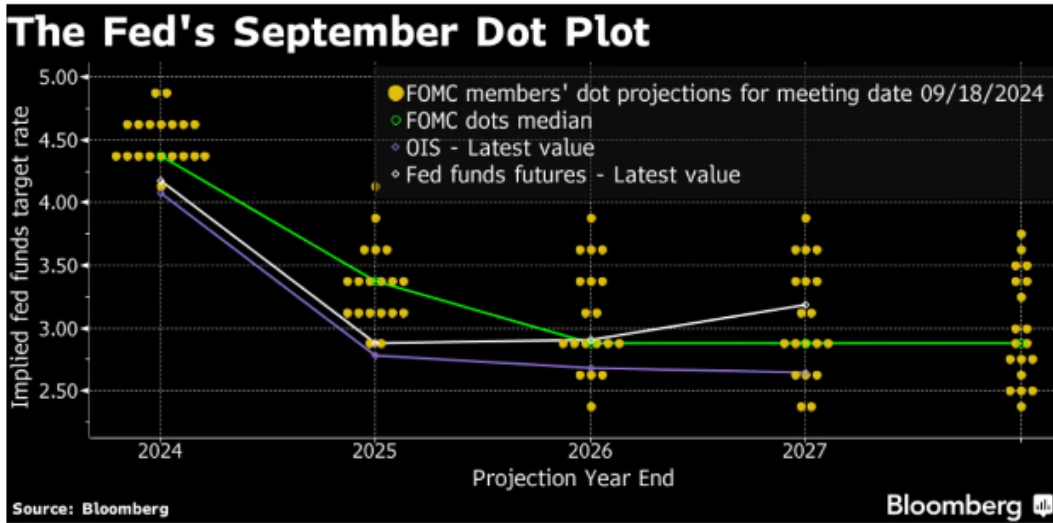 The Fed's September Dot Plot
FOMC members' dot projections for meeting date 09/18/2024
FOMC dots median
OIS - Latest value
Fed funds futures - Latest value
Implied fed funds target rate
5.00
4.50
4.00
3.50
3.00
2.50
2024 2025 2026 2027
Projection Year End
Source: Bloomberg
Bloomberg